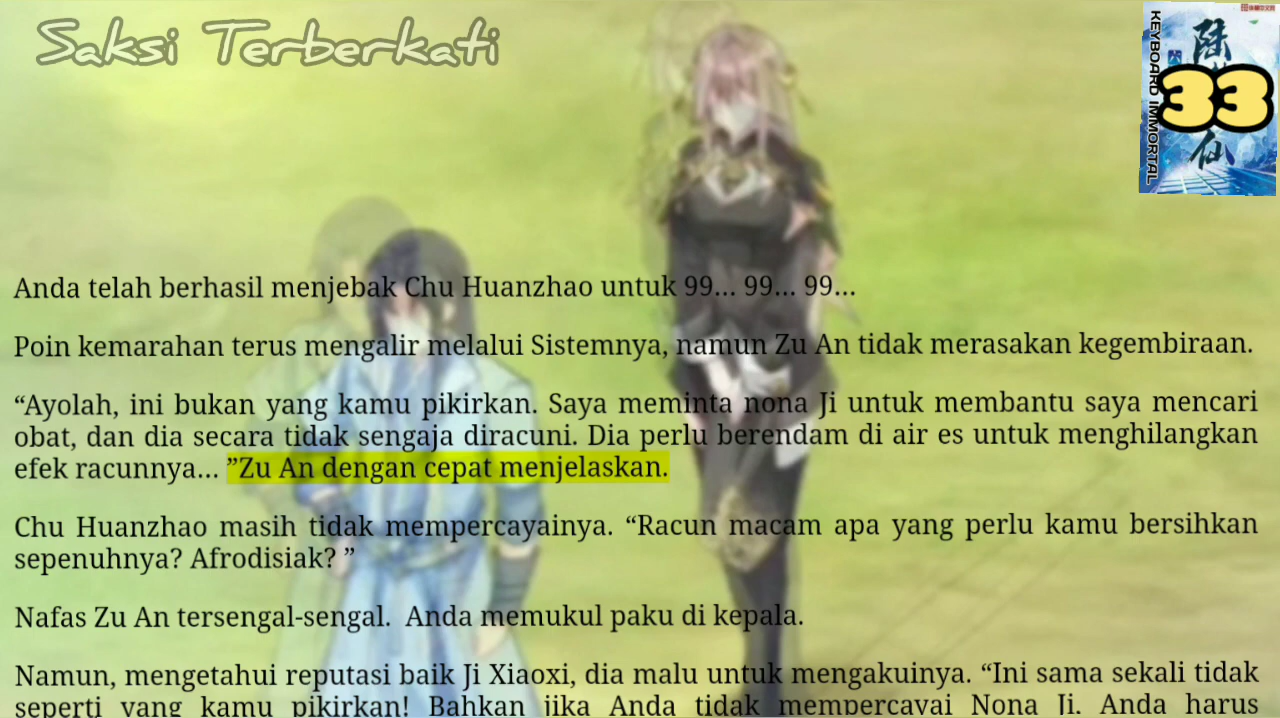 Saksi Terberkati
KEYBOARD IMMORTAL
33
Anda telah berhasil menjebak Chu Huanzhao untuk 99... 99... 99...
Poin kemarahan terus mengalir melalui Sistemnya, namun Zu An tidak merasakan kegembiraan.
“Ayolah, ini bukan yang kamu pikirkan. Saya meminta nona Ji untuk membantu saya mencari
obat, dan dia secara tidak sengaja diracuni. Dia perlu berendam di air es untuk menghilangkan
efek racunnya... ”Zu An dengan cepat menjelaskan.
Chu Huanzhao masih tidak mempercayainya. “Racun macam apa yang perlu kamu bersihkan
sepenuhnya? Afrodisiak? ”
Nafas Zu An tersengal-sengal. Anda memukul paku di kepala.
Namun, mengetahui reputasi baik Ji Xiaoxi, dia malu untuk mengakuinya. “Ini sama sekali tidak
seperti yang kamu pikirkan! Bahkan jika Anda tidak mempercayai Nona Ji, Anda harus